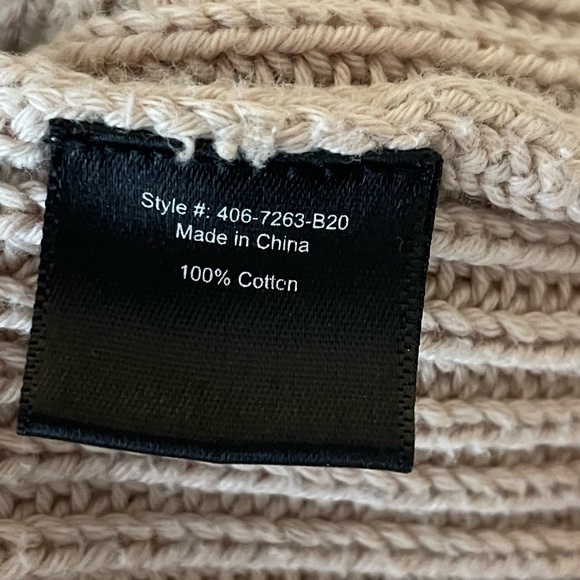 Style #: 406-7263-B20
Made in China
100% Cotton